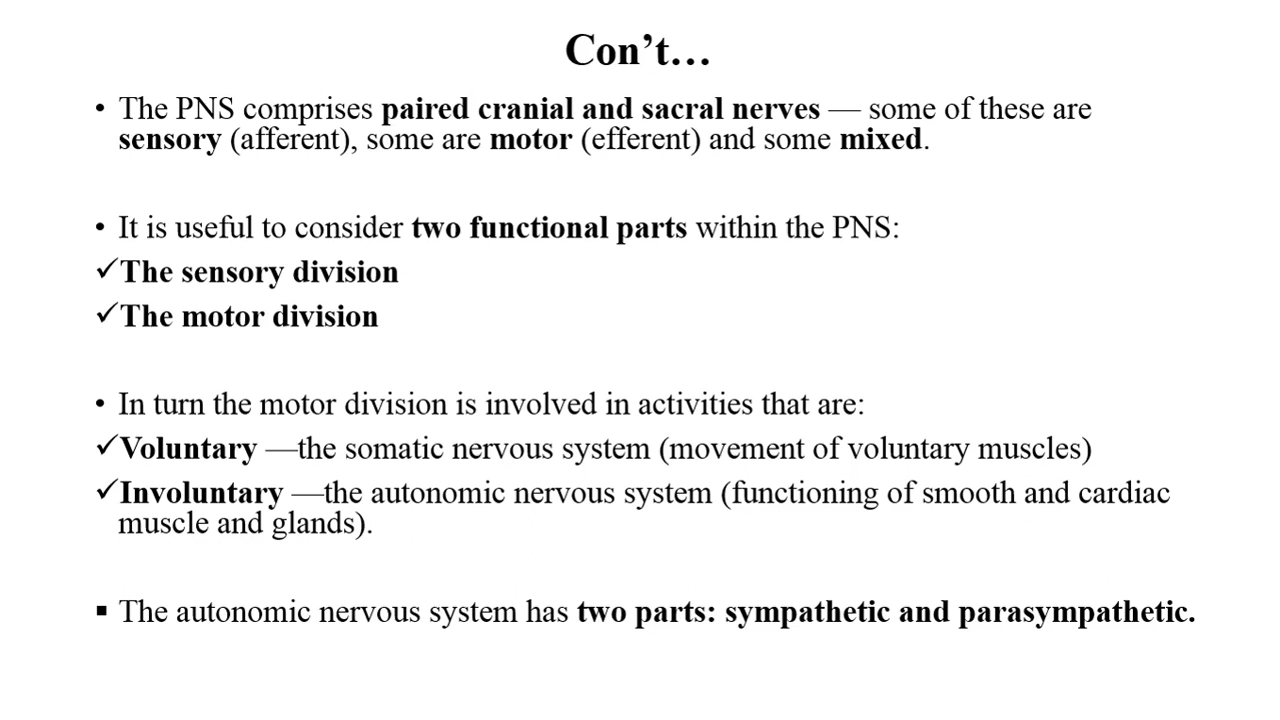 Con’t…
• The PNS comprises paired cranial and sacral nerves — some of these are
sensory (afferent), some are motor (efferent) and some mixed.
• It is useful to consider two functional parts within the PNS:
✓The sensory division
✓The motor division
• In turn the motor division is involved in activities that are:
✓Voluntary —the somatic nervous system (movement of voluntary muscles)
✓Involuntary —the autonomic nervous system (functioning of smooth and cardiac
muscle and glands).
▪ The autonomic nervous system has two parts: sympathetic and parasympathetic.